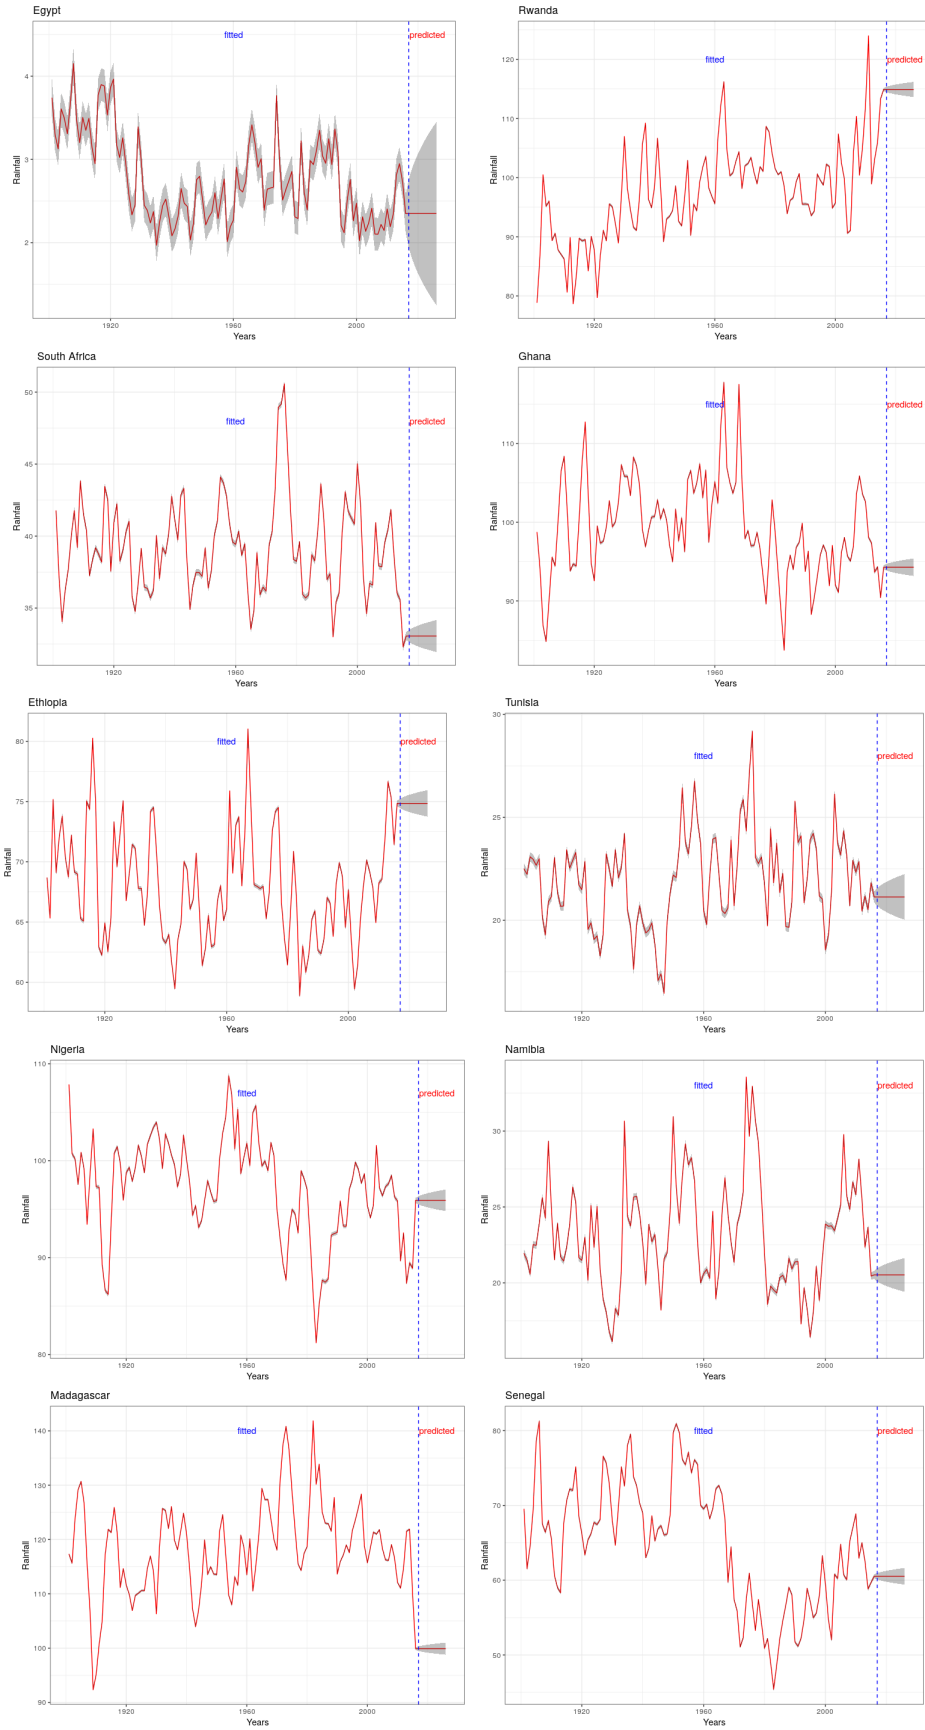 Egypt
fitted
predicted
4
3
2
Rainfall
1920
1960
2000
Years
Rwanda
fitted
predicted
120
110
100
90
80
Rainfall
1920
1960
2000
Years
South Africa
fitted
predicted
50
45
40
35
Rainfall
1920
1960
2000
Years
Ghana
fitted
predicted
110
100
90
Rainfall
1920
1960
2000
Years
Ethiopia
fitted
predicted
80
75
70
65
60
Rainfall
1920
1960
2000
Years
Tunisia
fitted
predicted
30
25
20
Rainfall
1920
1960
2000
Years
Nigeria
fitted
predicted
110
100
90
80
Rainfall
1920
1960
2000
Years
Namibia
fitted
predicted
30
25
20
Rainfall
1920
1960
2000
Years
Madagascar
fitted
predicted
140
130
120
110
100
90
Rainfall
1920
1960
2000
Years
Senegal
fitted
predicted
80
70
60
50
Rainfall
1920
1960
2000
Years